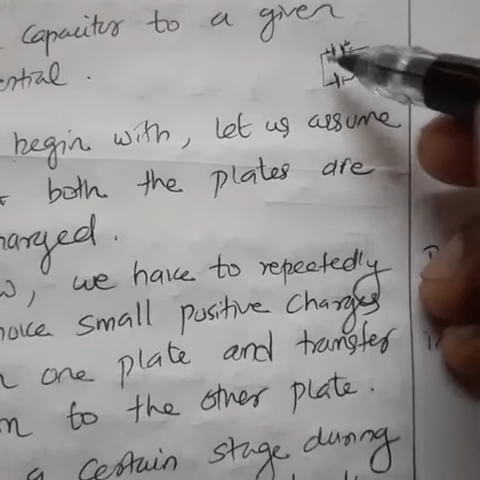 capacitor to a given
ential.
begin with, let us assume
both the plates are
harged.
w, we have to repeatedly
move small positive charges
one plate and transfer
to the other plate.
a certain stage during